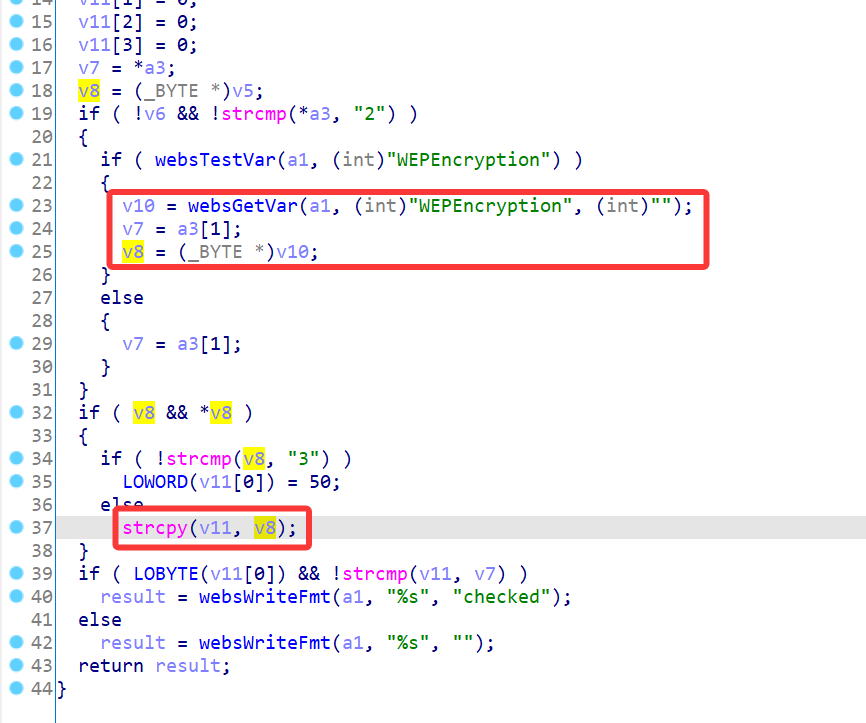 14 v11[1] = 0;
15 v11[2] = 0;
16 v11[3] = 0;
17 v7 = *a3;
18 v8 = (_BYTE *)v5;
19 if ( !v6 && !strcmp(*a3, "2") )
20 {
21 if ( websTestVar(a1, (int)"WEPEncryption") )
22 {
23 v10 = websGetVar(a1, (int)"WEPEncryption", (int)"");
24 v7 = a3[1];
25 v8 = (_BYTE *)v10;
26 }
27 else
28 {
29 v7 = a3[1];
30 }
31 }
32 if ( v8 && *v8 )
33 {
34 if ( !strcmp(v8, "3") )
35 LOWORD(v11[0]) = 50;
36 else
37 strcpy(v11, v8);
38 }
39 if ( LOBYTE(v11[0]) && !strcmp(v11, v7) )
40 result = websWriteFmt(a1, "%s", "checked");
41 else
42 result = websWriteFmt(a1, "%s", "");
43 return result;
44 }